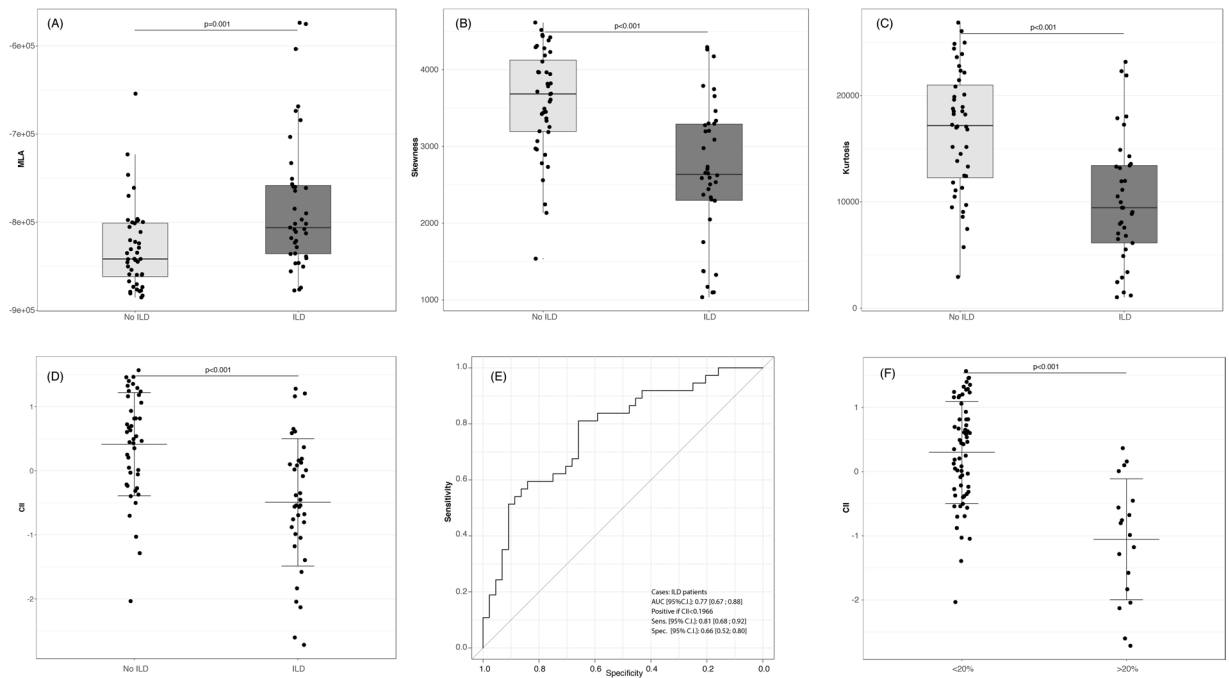 (A)
p=0.001
-6e+05
-7e+05
-8e+05
-9e+05
MLA
No ILD
ILD
(B)
p<0.001
4000
3000
2000
1000
Skewness
No ILD
ILD
(C)
p<0.001
20000
10000
0
Kurtosis
No ILD
ILD
(D)
p<0.001
1
0
-1
-2
CII
No ILD
ILD
(E)
1.0
0.8
0.6
0.4
0.2
0.0
Sensitivity
Cases: ILD patients
AUC [95%C.I.]: 0.77 [0.67 ; 0.88]
Positive if CII<0.1966
Sens. [95% C.I.]: 0.81 [0.68 ; 0.92]
Spec. [95% C.I.]: 0.66 [0.52; 0.80]
1.0
0.8
0.6
0.4
0.2
0.0
Specificity
(F)
p<0.001
1
0
-1
-2
CII
<20%
>20%